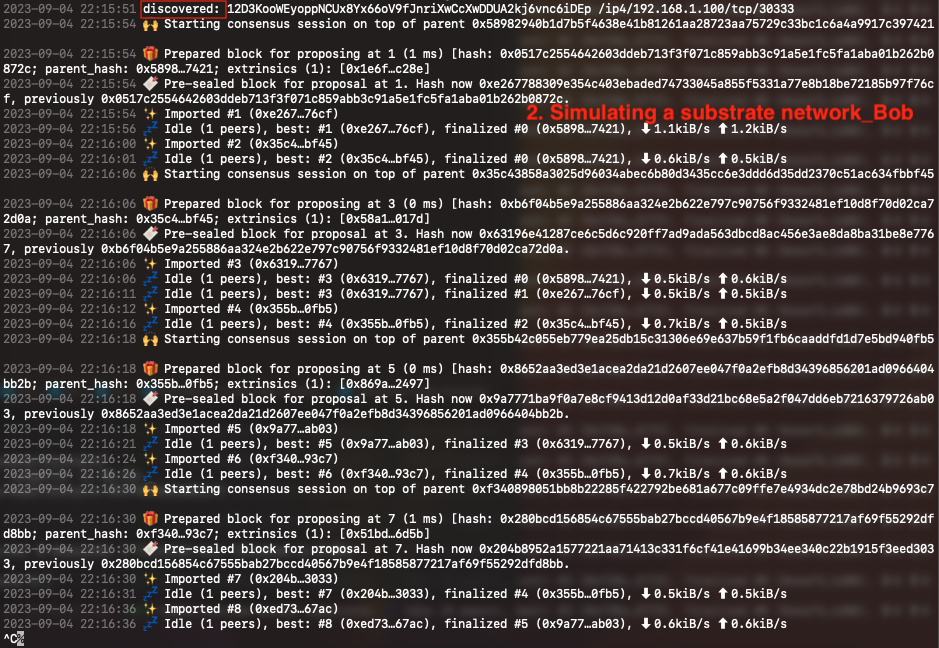 2023-09-04 22:15:51 discovered: 12D3KooWEyoppNCUx8Yx66oV9fJnriXwCcXwDDUA2kj6vnc6iDEp /ip4/192.168.1.100/tcp/30333
2023-09-04 22:15:54 🙌 Starting consensus session on top of parent 0x58982940b1d7b5f4638e41b81261aa28723aa75729c33bc1c6a4a9917c397421
2023-09-04 22:15:54 🎁 Prepared block for proposing at 1 (1 ms) [hash: 0x0517c2554642603ddeb713f3f071c859abb3c91a5e1fc5fa1aba01b262b0
872c; parent_hash: 0x5898…7421; extrinsics (1): [0x1e6f…c28e]
2023-09-04 22:15:54 🔖 Pre-sealed block for proposal at 1. Hash now 0xe267788309e354c403ebaded74733045a855f5331a77e8b18be72185b97f76c
f, previously 0x0517c2554642603ddeb713f3f071c859abb3c91a5e1fc5fa1aba01b262b0872c.
2. Simulating a substrate network_Bob
2023-09-04 22:15:54 ✨ Imported #1 (0xe267…76cf)
2023-09-04 22:15:56 💤 Idle (1 peers), best: #1 (0xe267…76cf), finalized #0 (0x5898…7421), ⬇ 1.1kiB/s ⬆ 1.2kiB/s
2023-09-04 22:16:00 ✨ Imported #2 (0x35c4…bf45)
2023-09-04 22:16:01 💤 Idle (1 peers), best: #2 (0x35c4…bf45), finalized #0 (0x5898…7421), ⬇ 0.6kiB/s ⬆ 0.5kiB/s
2023-09-04 22:16:06 🙌 Starting consensus session on top of parent 0x35c43858a3025d96034abec6b80d3435cc6e3ddd6d35dd2370c51ac634fbbf45
2023-09-04 22:16:06 🎁 Prepared block for proposing at 3 (0 ms) [hash: 0xb6f04b5e9a255886aa324e2b622e797c90756f9332481ef10d8f70d02ca7
2d0a; parent_hash: 0x35c4…bf45; extrinsics (1): [0x58a1…017d]
2023-09-04 22:16:06 🔖 Pre-sealed block for proposal at 3. Hash now 0x63196e41287ce6c5d6c920ff7ad9ada563dbcd8ac456e3ae8da8ba31be8e776
7, previously 0xb6f04b5e9a255886aa324e2b622e797c90756f9332481ef10d8f70d02ca72d0a.
2023-09-04 22:16:06 ✨ Imported #3 (0x6319…7767)
2023-09-04 22:16:06 💤 Idle (1 peers), best: #3 (0x6319…7767), finalized #0 (0x5898…7421), ⬇ 0.5kiB/s ⬆ 0.6kiB/s
2023-09-04 22:16:11 💤 Idle (1 peers), best: #3 (0x6319…7767), finalized #1 (0xe267…76cf), ⬇ 0.5kiB/s ⬆ 0.5kiB/s
2023-09-04 22:16:12 ✨ Imported #4 (0x355b…0fb5)
2023-09-04 22:16:16 💤 Idle (1 peers), best: #4 (0x355b…0fb5), finalized #2 (0x35c4…bf45), ⬇ 0.7kiB/s ⬆ 0.5kiB/s
2023-09-04 22:16:18 🙌 Starting consensus session on top of parent 0x355b42c055eb779ea25db15c31306e69e637b59f1fb6caaddfd1d7e5bd940fb5
2023-09-04 22:16:18 🎁 Prepared block for proposing at 5 (0 ms) [hash: 0x8652aa3ed3e1acea2da21d2607ee047f0a2efb8d34396856201ad0966404
bb2b; parent_hash: 0x355b…0fb5; extrinsics (1): [0x869a…2497]
2023-09-04 22:16:18 🔖 Pre-sealed block for proposal at 5. Hash now 0x9a7771ba9f0a7e8cf9413d12d0af33d21bc68e5a2f047dd6eb7216379726ab0
3, previously 0x8652aa3ed3e1acea2da21d2607ee047f0a2efb8d34396856201ad0966404bb2b.
2023-09-04 22:16:18 ✨ Imported #5 (0x9a77…ab03)
2023-09-04 22:16:21 💤 Idle (1 peers), best: #5 (0x9a77…ab03), finalized #3 (0x6319…7767), ⬇ 0.5kiB/s ⬆ 0.6kiB/s
2023-09-04 22:16:24 ✨ Imported #6 (0xf340…93c7)
2023-09-04 22:16:26 💤 Idle (1 peers), best: #6 (0xf340…93c7), finalized #4 (0x355b…0fb5), ⬇ 0.7kiB/s ⬆ 0.6kiB/s
2023-09-04 22:16:30 🙌 Starting consensus session on top of parent 0xf340898051bb8b22285f422792be681a677c09ffe7e4934dc2e78bd24b9693c7
2023-09-04 22:16:30 🎁 Prepared block for proposing at 7 (1 ms) [hash: 0x280bcd156854c67555bab27bccd40567b9e4f18585877217af69f55292df
d8bb; parent_hash: 0xf340…93c7; extrinsics (1): [0x51bd…6d5b]
2023-09-04 22:16:30 🔖 Pre-sealed block for proposal at 7. Hash now 0x204b8952a1577221aa71413c331f6cf41e41699b34ee340c22b1915f3eed303
3, previously 0x280bcd156854c67555bab27bccd40567b9e4f18585877217af69f55292dfd8bb.
2023-09-04 22:16:30 ✨ Imported #7 (0x204b…3033)
2023-09-04 22:16:31 💤 Idle (1 peers), best: #7 (0x204b…3033), finalized #4 (0x355b…0fb5), ⬇ 0.5kiB/s ⬆ 0.5kiB/s
2023-09-04 22:16:36 ✨ Imported #8 (0xed73…67ac)
2023-09-04 22:16:36 💤 Idle (1 peers), best: #8 (0xed73…67ac), finalized #5 (0x9a77…ab03), ⬇ 0.6kiB/s ⬆ 0.6kiB/s
^C%